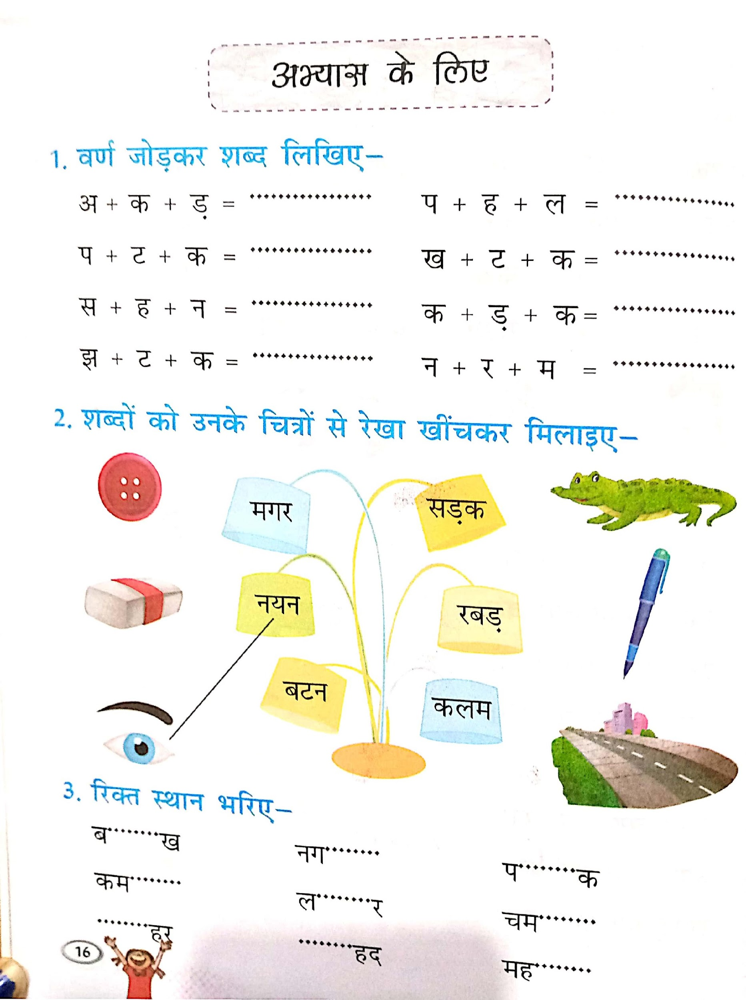 अभ्यास के लिए
1. वर्ण जोड़कर शब्द लिखिए–
अ + क + ड़ = ................. प + ह + ल = .................
प + ट + क = ................. ख + ट + क = .................
स + ह + न = ................. क + ड़ + क = .................
झ + ट + क = ................. न + र + म = .................
2. शब्दों को उनके चित्रों से रेखा खींचकर मिलाइए–
मगर सड़क
नयन रबड़
बटन कलम
3. रिक्त स्थान भरिए–
ब........ख नग........ प........क
कम........ ल........र चम........
........हर ........हद मह........
16